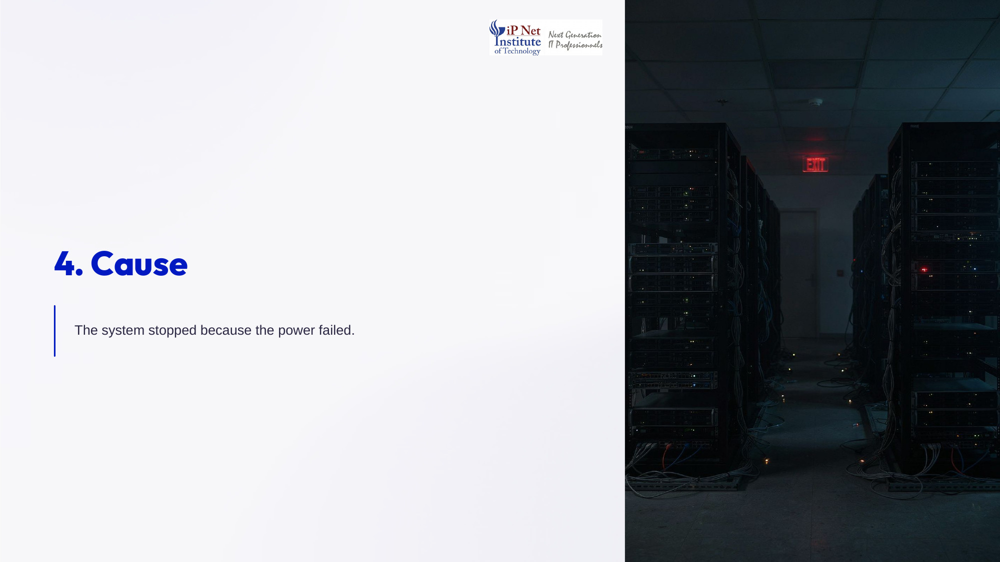 iP Net
Institute
of Technology
Next Generation
IT Professionnels
EXIT
4. Cause
The system stopped because the power failed.